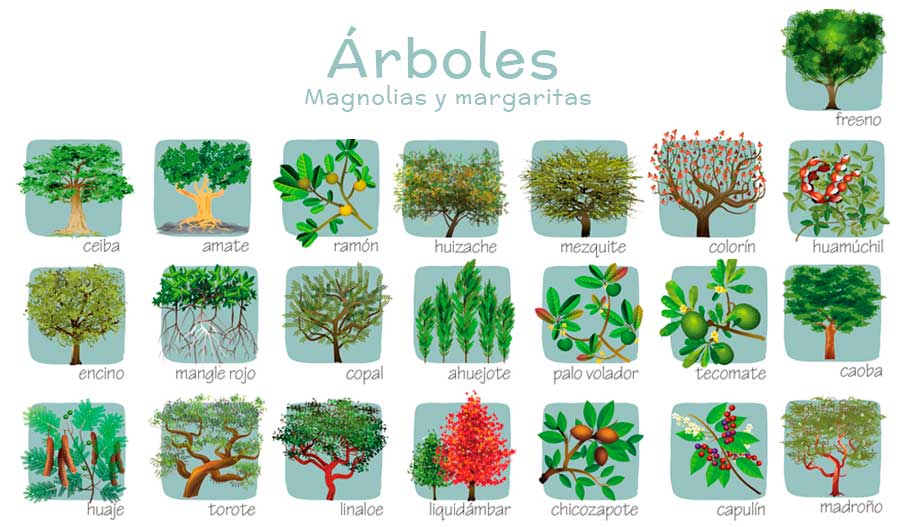 Árboles
Magnolias y margaritas
fresno
ceiba
amate
ramón
huizache
mezquite
colorín
huamúchil
encino
mangle rojo
copal
ahuejote
palo volador
tecomate
caoba
huaje
torote
linaloe
liquidámbar
chicozapote
capulín
madroño